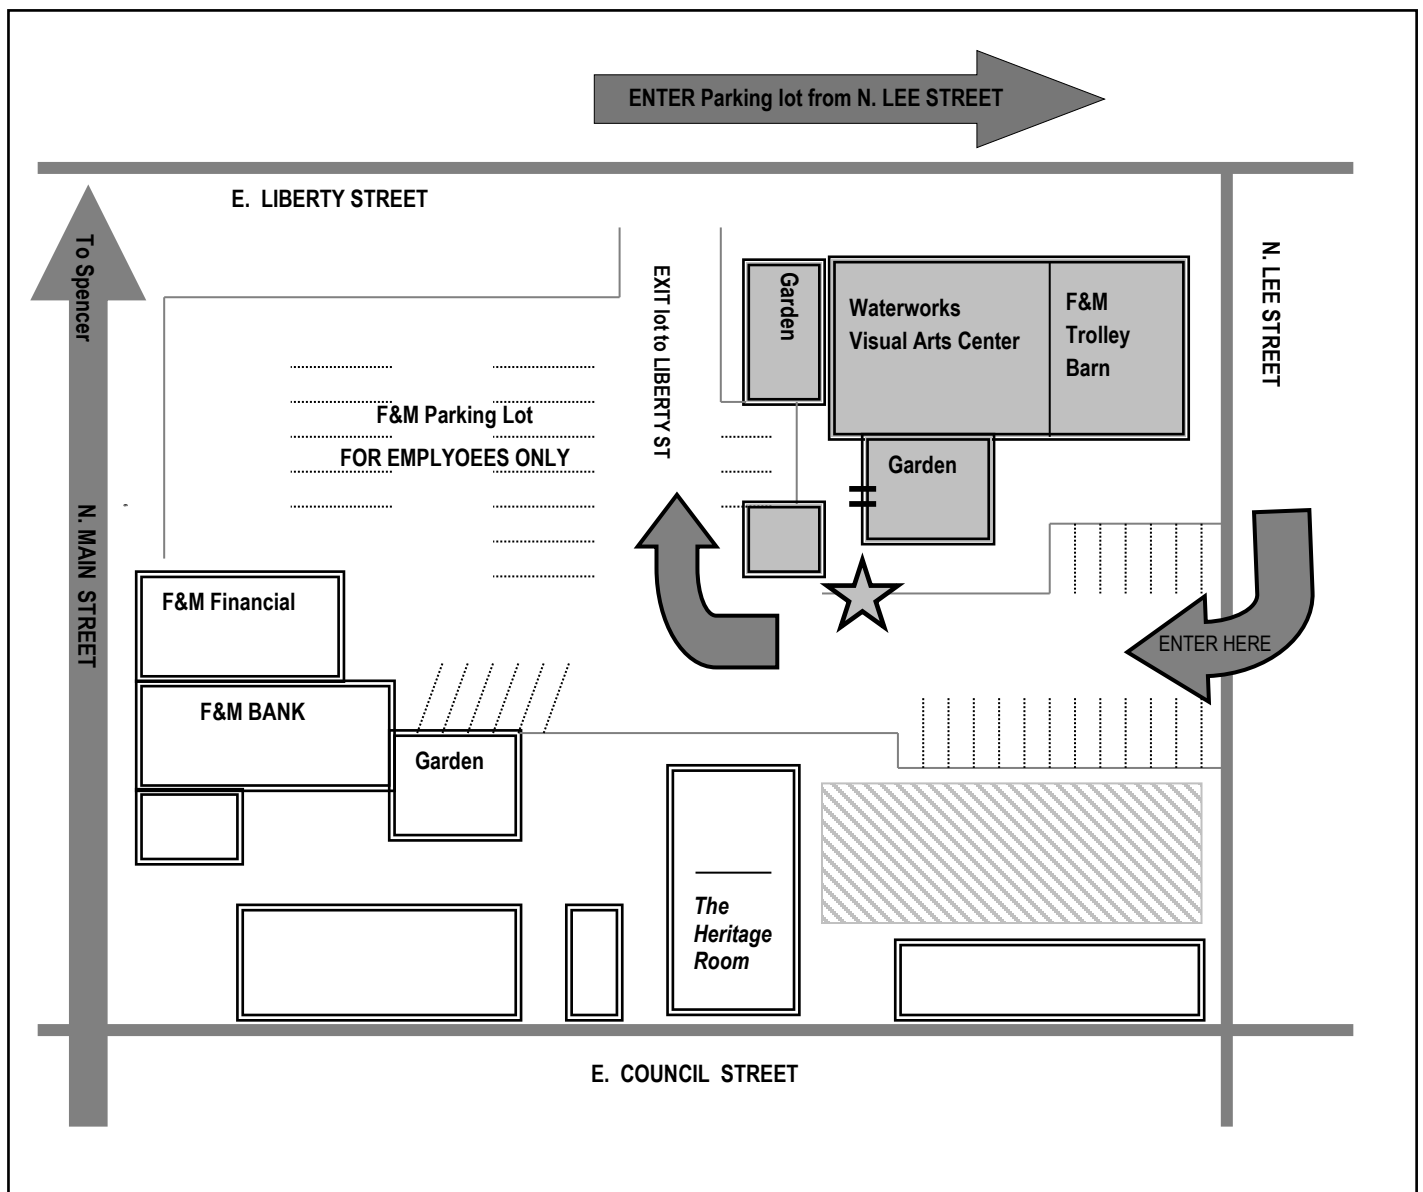 ENTER Parking lot from N. LEE STREET
E. LIBERTY STREET
To Spencer
N. MAIN STREET
EXIT lot to LIBERTY ST
Garden
Waterworks
Visual Arts Center
F&M
Trolley
Barn
N. LEE STREET
F&M Parking Lot
FOR EMPLYOEES ONLY
Garden
F&M Financial
ENTER HERE
F&M BANK
Garden
The
Heritage
Room
E. COUNCIL STREET